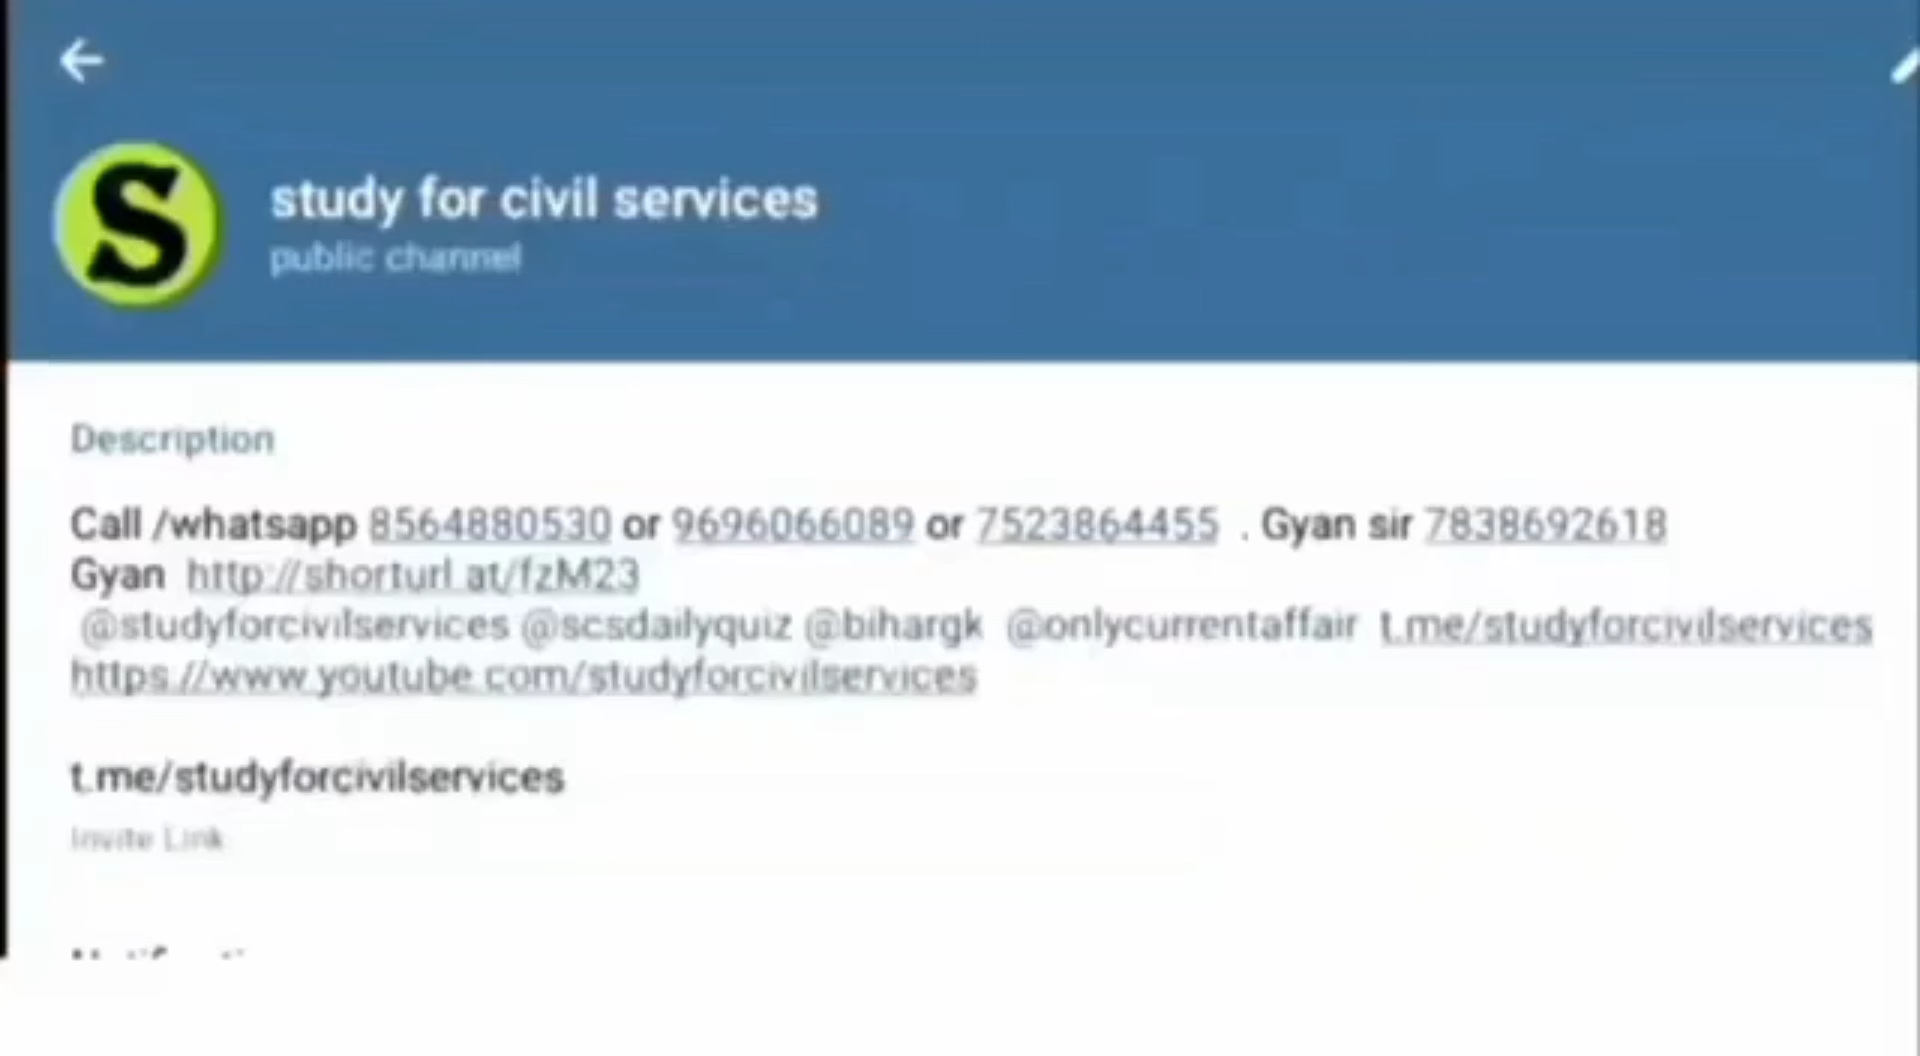 S
study for civil services
public channel
Description
Call /whatsapp 8564880530 or 9696066089 or 7523864455 . Gyan sir 7838692618
Gyan http://shorturl.at/fzM23
@studyforcivilservices @scsdailyquiz @bihargk @onlycurrentaffair t.me/studyforcivilservices
https://www.youtube.com/studyforcivilservices
t.me/studyforcivilservices
Invite Link